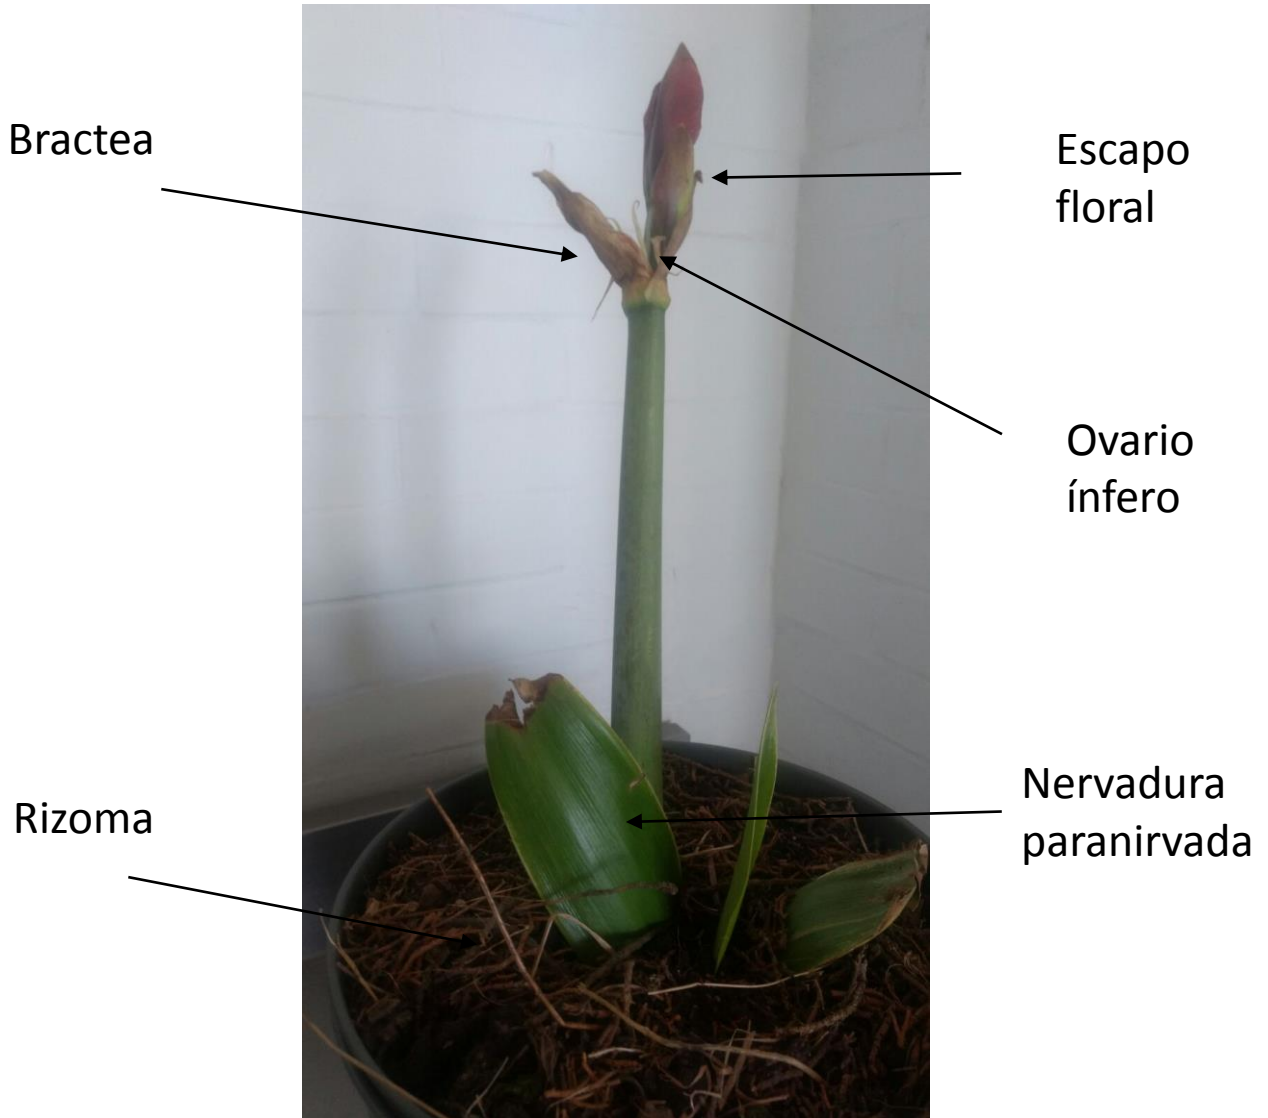 Bractea
Escapo
floral
Ovario
ínfero
Nervadura
paranirvada
Rizoma